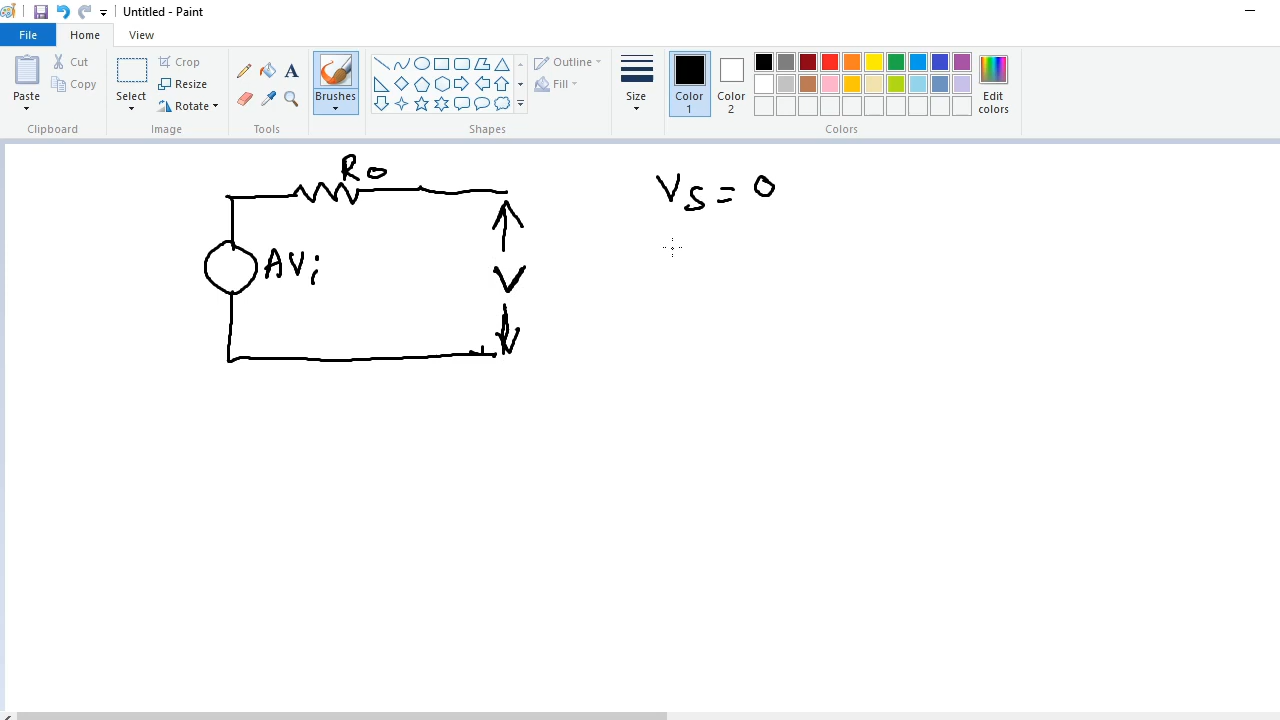 Untitled - Paint
File Home View
Paste Cut Copy Select Crop Resize Rotate Brushes Outline Fill Size Color 1 Color 2 Edit colors
Clipboard Image Tools Shapes Colors
Ro
Vs = 0
AVi
V